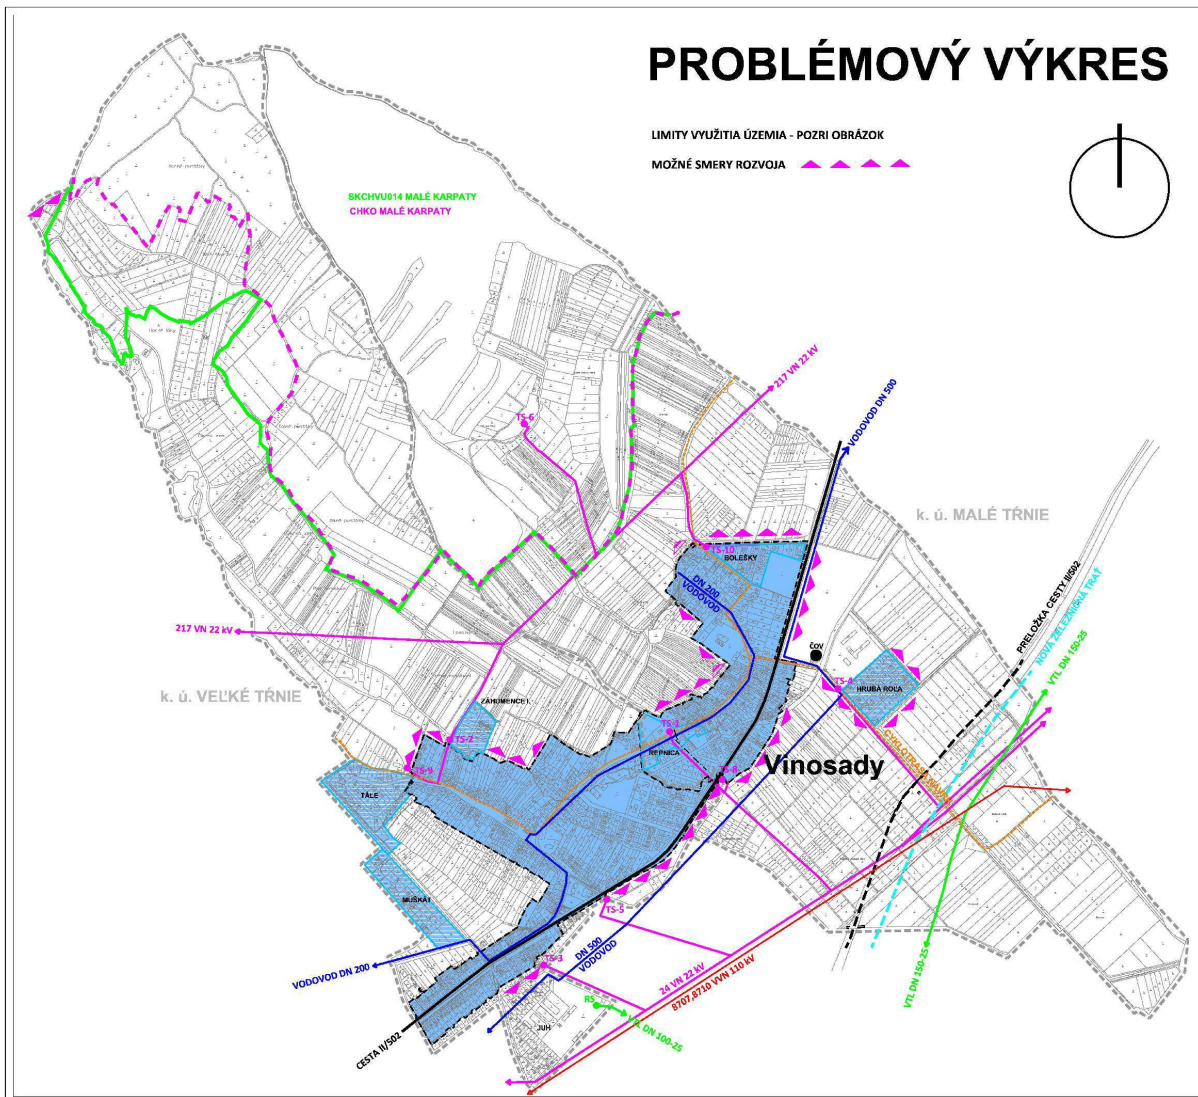 PROBLÉMOVÝ VÝKRES
LIMITY VYUŽITIA ÚZEMIA - POZRI OBRÁZOK
MOŽNÉ SMERY ROZVOJA
SKCHVU014 MALÉ KARPATY
CHKO MALÉ KARPATY
217 VN 22 kV
VODOVOD DN 500
TS-6
k. ú. MALÉ TŔNIE
TS-10
BOLEŠKY
DN 200
VODOVOD
PRELOŽKA CESTY II/502
NOVÁ ŽELEZNIČNÁ TRAŤ
VTL DN 150-25
217 VN 22 kV
ČOV
TS-4
HRUBÁ ROĽA
k. ú. VEĽKÉ TŔNIE
ZÁHUMENCE I.
TS-2
TS-1
REPNICA
CYKLOTRASA
TS-9
TS-8
Vinosady
TÁLE
MUŠKÁT
TS-5
DN 500
VODOVOD
VODOVOD DN 200
TS-3
24 VN 22 kV
8707,8710 VVN 110 kV
VTL DN 150-25
RS
VTL DN 100-25
JUH
CESTA II/502